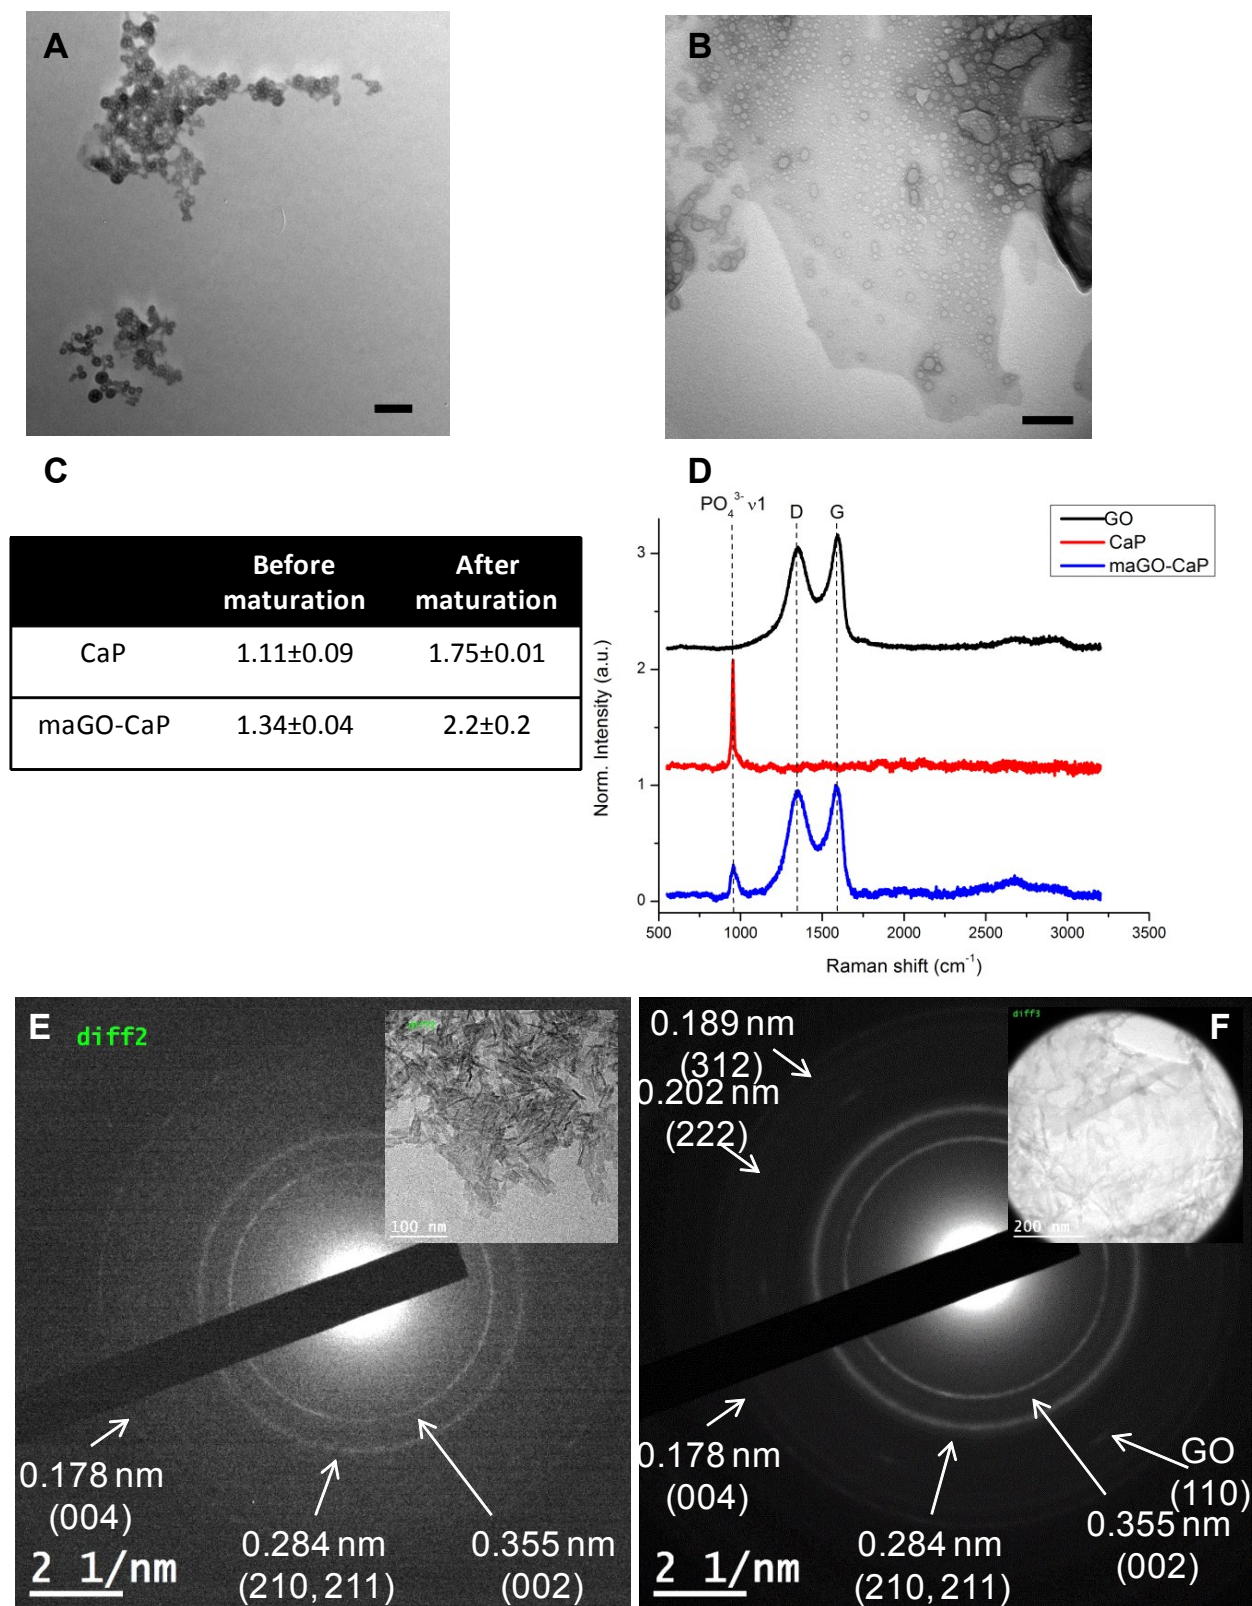 A
B
C
Before maturation
After maturation
CaP
1.11±0.09
1.75±0.01
maGO-CaP
1.34±0.04
2.2±0.2
D
PO₄³⁻ ν1
D
G
GO
CaP
maGO-CaP
Norm. Intensity (a.u.)
3
2
1
0
500
1000
1500
2000
2500
3000
3500
Raman shift (cm⁻¹)
E
diff2
100 nm
0.178 nm
(004)
0.284 nm
(210, 211)
0.355 nm
(002)
2 1/nm
F
diff3
200 nm
0.189 nm
(312)
0.202 nm
(222)
0.178 nm
(004)
0.284 nm
(210, 211)
GO
(110)
0.355 nm
(002)
2 1/nm